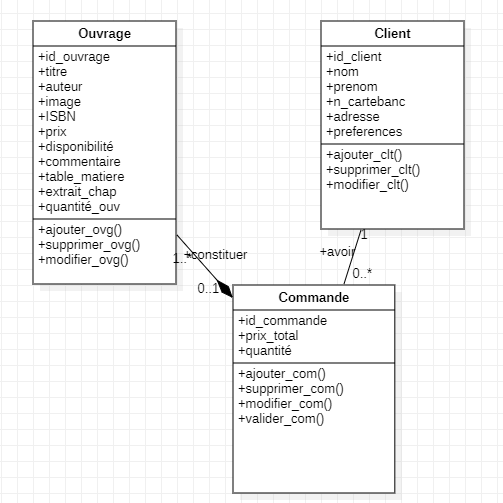 Ouvrage
+id_ouvrage
+titre
+auteur
+image
+ISBN
+prix
+disponibilité
+commentaire
+table_matiere
+extrait_chap
+quantité_ouv
+ajouter_ovg()
+supprimer_ovg()
+modifier_ovg()
Client
+id_client
+nom
+prenom
+n_cartebanc
+adresse
+preferences
+ajouter_clt()
+supprimer_clt()
+modifier_clt()
1
+avoir
0..*
1..*
+constituer
0..1
Commande
+id_commande
+prix_total
+quantité
+ajouter_com()
+supprimer_com()
+modifier_com()
+valider_com()